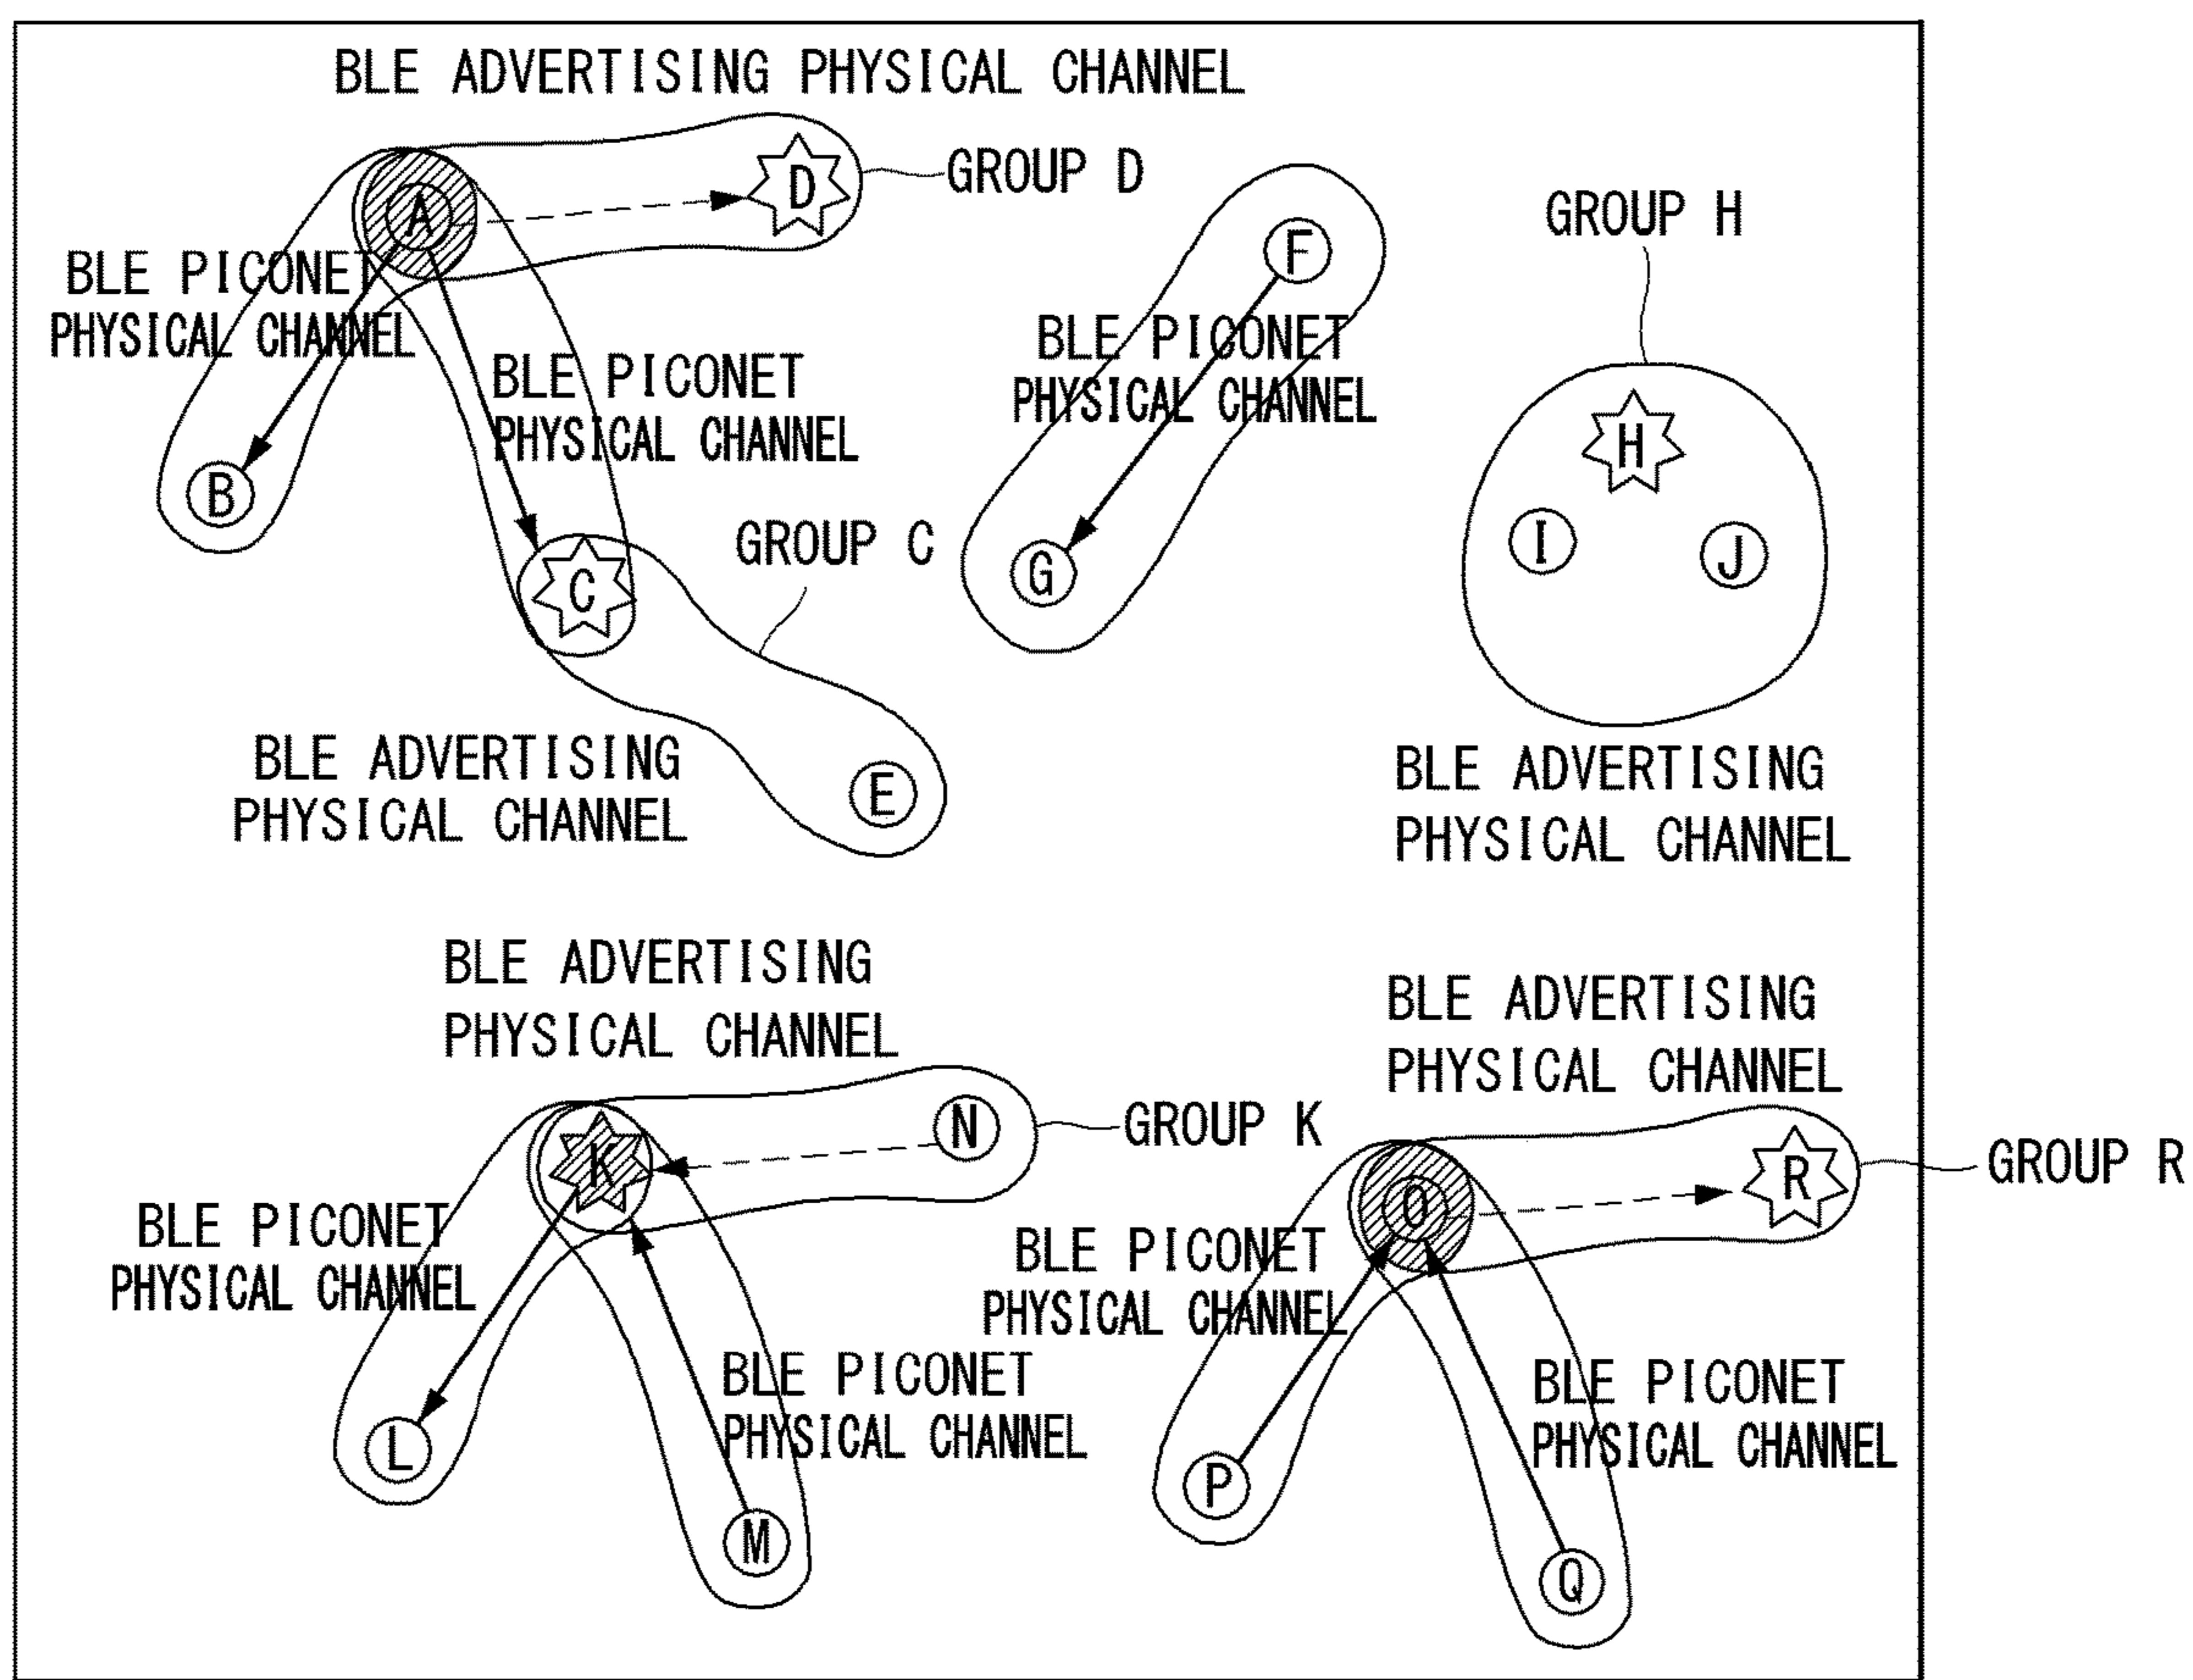 BLE ADVERTISING PHYSICAL CHANNEL
D
GROUP D
A
BLE PICONET
PHYSICAL CHANNEL
BLE PICONET
PHYSICAL CHANNEL
B
C
GROUP C
BLE ADVERTISING
PHYSICAL CHANNEL
E
F
BLE PICONET
PHYSICAL CHANNEL
G
GROUP H
H
I
J
BLE ADVERTISING
PHYSICAL CHANNEL
BLE ADVERTISING
PHYSICAL CHANNEL
K
N
GROUP K
BLE PICONET
PHYSICAL CHANNEL
BLE PICONET
PHYSICAL CHANNEL
L
M
BLE ADVERTISING
PHYSICAL CHANNEL
O
R
GROUP R
BLE PICONET
PHYSICAL CHANNEL
BLE PICONET
PHYSICAL CHANNEL
P
Q